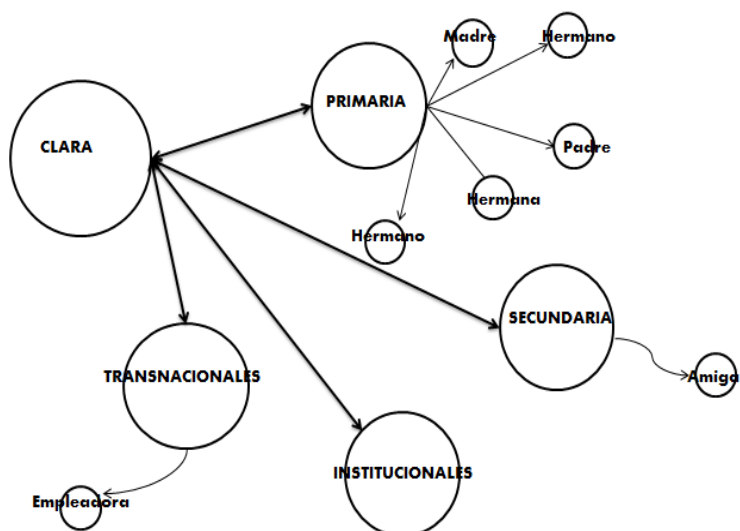 Madre
Hermano
PRIMARIA
CLARA
Padre
Hermana
Hermano
SECUNDARIA
TRANSNACIONALES
Amiga
INSTITUCIONALES
Empleadora